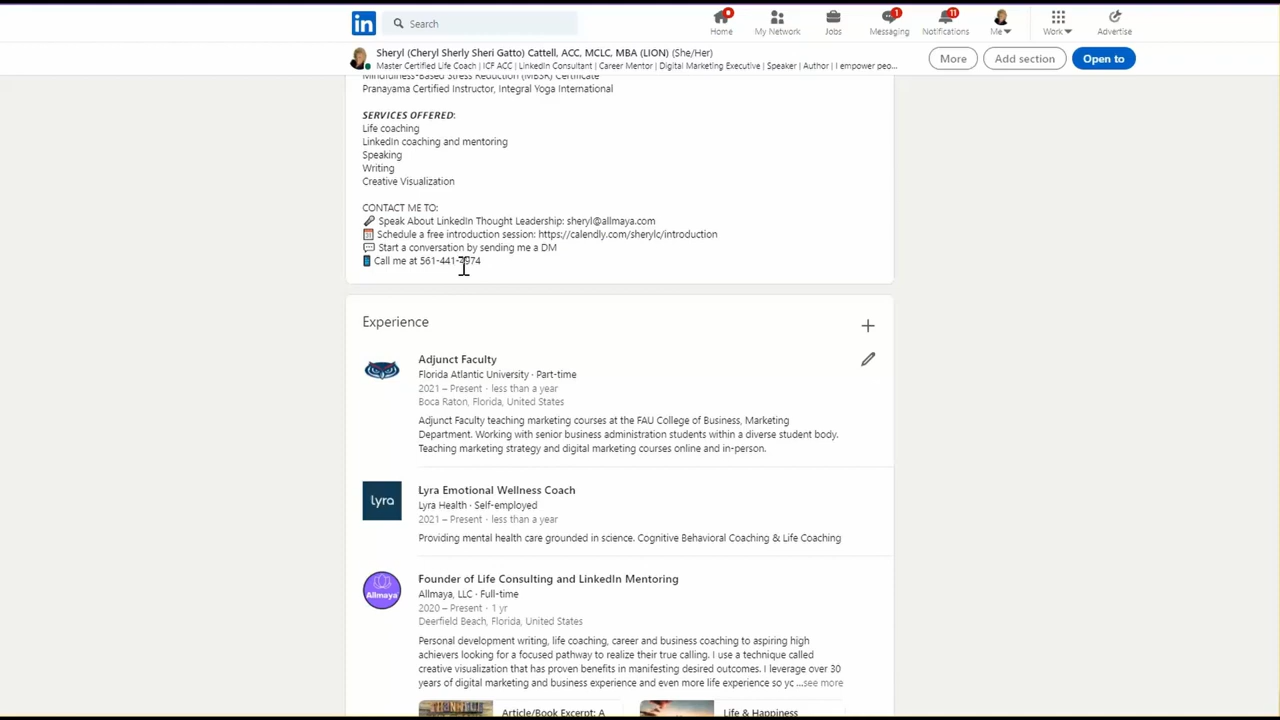 Search
Home
My Network
Jobs
1
Messaging
11
Notifications
Me
Work
Advertise
Sheryl (Cheryl Sherly Sheri Gatto) Cattell, ACC, MCLC, MBA (LION) (She/Her)
Master Certified Life Coach | ICF ACC | LinkedIn Consultant | Career Mentor | Digital Marketing Executive | Speaker | Author | I empower peo...
More
Add section
Open to
Mindfulness-Based Stress Reduction (MBSR) Certificate
Pranayama Certified Instructor, Integral Yoga International
SERVICES OFFERED:
Life coaching
LinkedIn coaching and mentoring
Speaking
Writing
Creative Visualization
CONTACT ME TO:
Speak About LinkedIn Thought Leadership: sheryl@allmaya.com
Schedule a free introduction session: https://calendly.com/sherylc/introduction
Start a conversation by sending me a DM
Call me at
Experience
Adjunct Faculty
Florida Atlantic University · Part-time
2021 – Present · less than a year
Boca Raton, Florida, United States
Adjunct Faculty teaching marketing courses at the FAU College of Business, Marketing
Department. Working with senior business administration students within a diverse student body.
Teaching marketing strategy and digital marketing courses online and in-person.
Lyra
Lyra Emotional Wellness Coach
Lyra Health · Self-employed
2021 – Present · less than a year
Providing mental health care grounded in science. Cognitive Behavioral Coaching & Life Coaching
Allmaya
Founder of Life Consulting and LinkedIn Mentoring
Allmaya, LLC · Full-time
2020 – Present · 1 yr
Deerfield Beach, Florida, United States
Personal development writing, life coaching, career and business coaching to aspiring high
achievers looking for a focused pathway to realize their true calling. I use a technique called
creative visualization that has proven benefits in manifesting desired outcomes. I leverage over 30
years of digital marketing and business experience and even more life experience so yc ...see more
Article/Book Excerpt: A
Life & Happiness